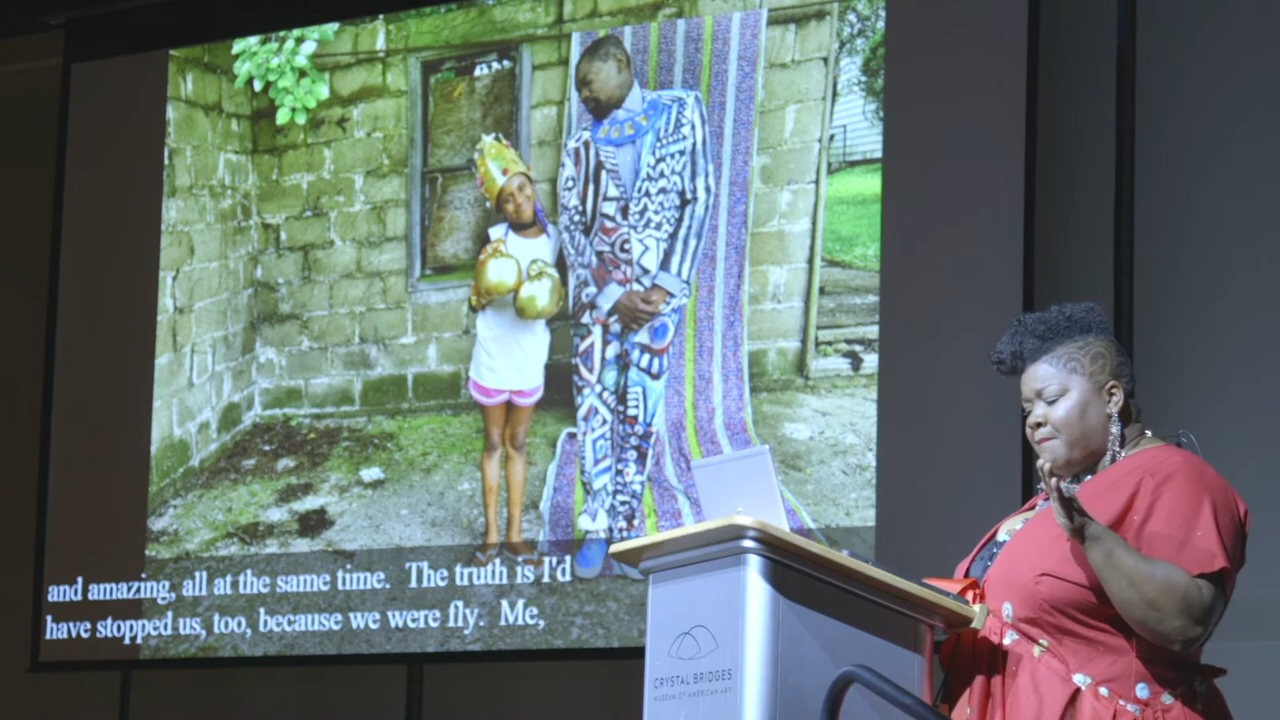 and amazing, all at the same time. The truth is I'd
have stopped us, too, because we were fly. Me,
CRYSTAL BRIDGES
MUSEUM OF AMERICAN ART